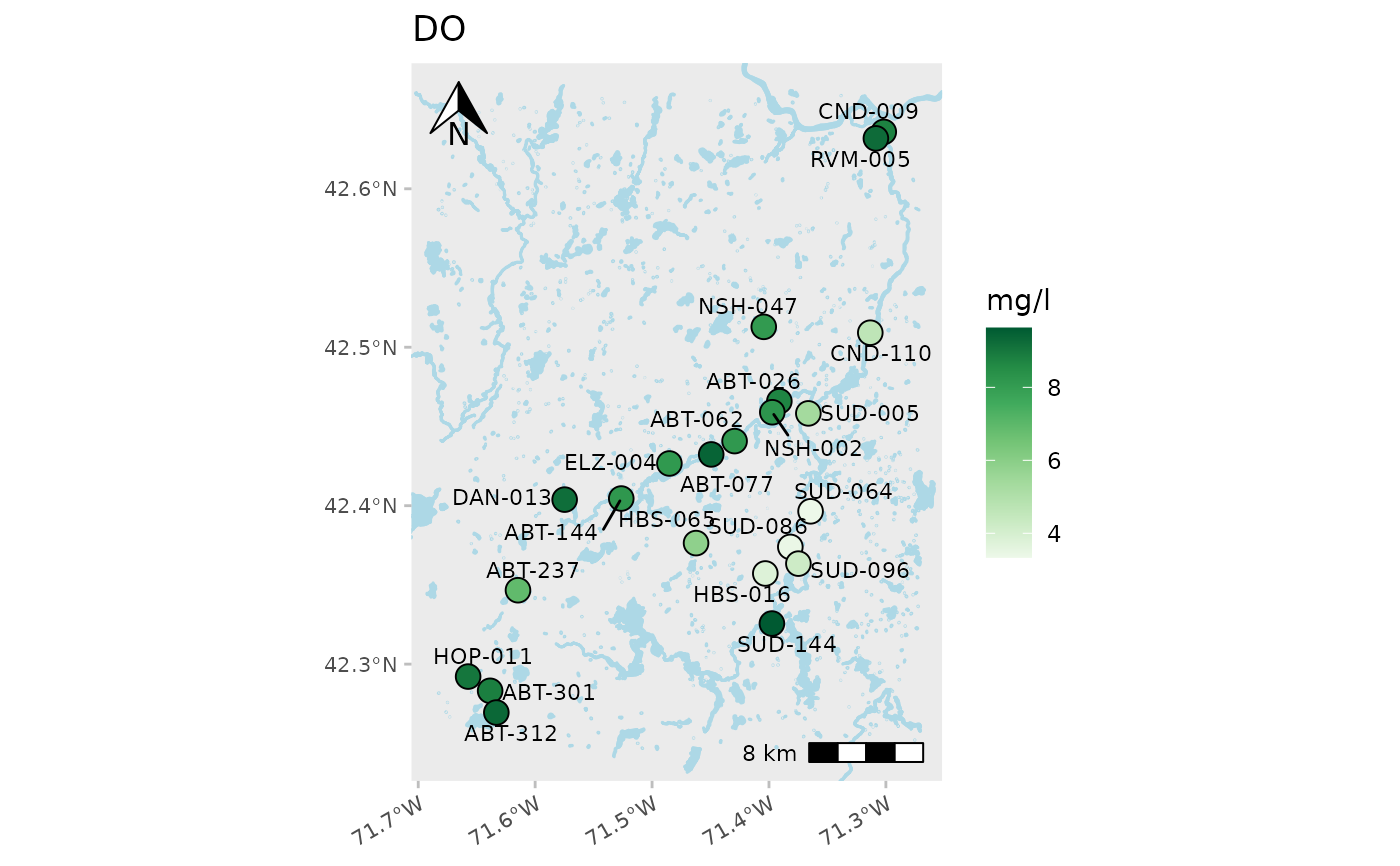 DO
N
CND-009
RVM-005
42.6°N
mg/l
NSH-047
42.5°N
CND-110
ABT-026
8
ABT-062
SUD-005
NSH-002
ELZ-004
6
ABT-077
SUD-064
DAN-013
42.4°N
HBS-065
SUD-086
ABT-144
4
ABT-237
SUD-096
HBS-016
SUD-144
HOP-011
42.3°N
ABT-301
ABT-312
8 km
71.7°W
71.6°W
71.5°W
71.4°W
71.3°W